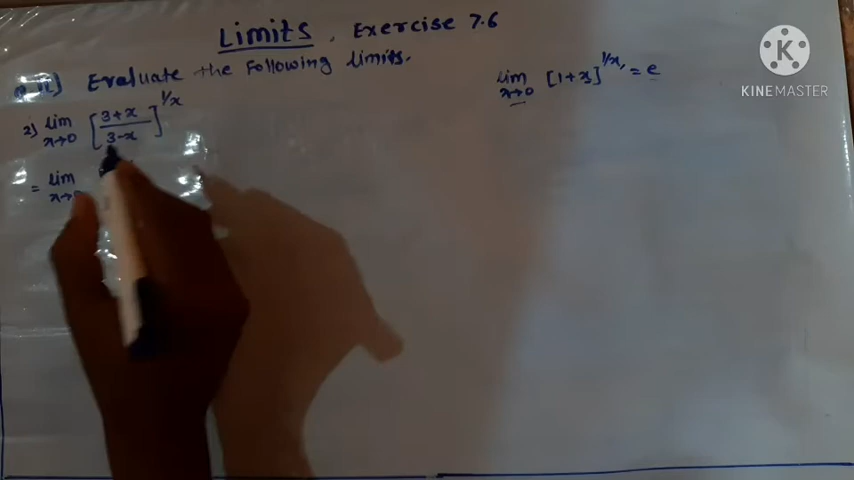 Limits. Exercise 7.6
Evaluate the following limits.
lim x→0 [1+x]^1/x, = e
2) lim x→0 [3+x/3-x]^1/x
= lim x→
KINEMASTER